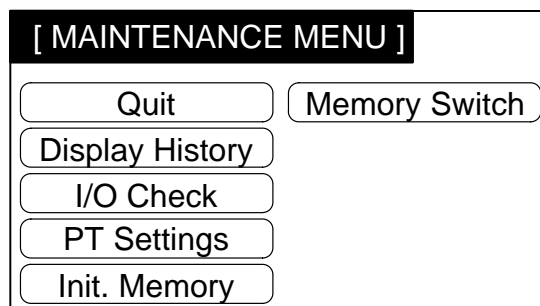 [ MAINTENANCE MENU ]
Quit Memory Switch
Display History
I/O Check
PT Settings
Init. Memory